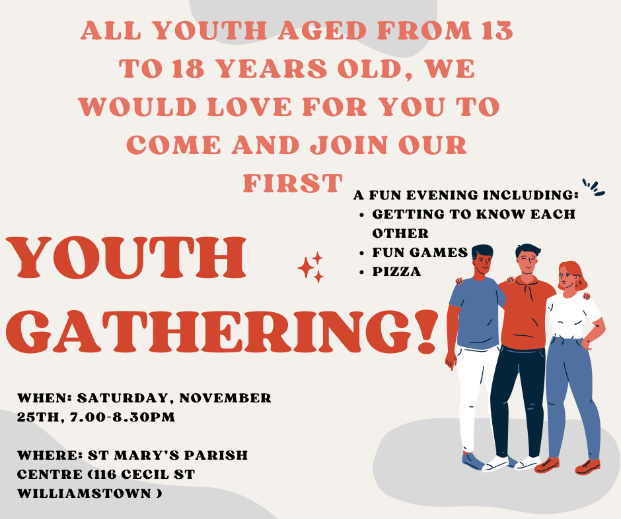 ALL YOUTH AGED FROM 13
TO 18 YEARS OLD, WE
WOULD LOVE FOR YOU TO
COME AND JOIN OUR
FIRST
A FUN EVENING INCLUDING:
• GETTING TO KNOW EACH
OTHER
• FUN GAMES
• PIZZA
YOUTH
GATHERING!
WHEN: SATURDAY, NOVEMBER
25TH, 7.00-8.30PM
WHERE: ST MARY'S PARISH
CENTRE (116 CECIL ST
WILLIAMSTOWN )